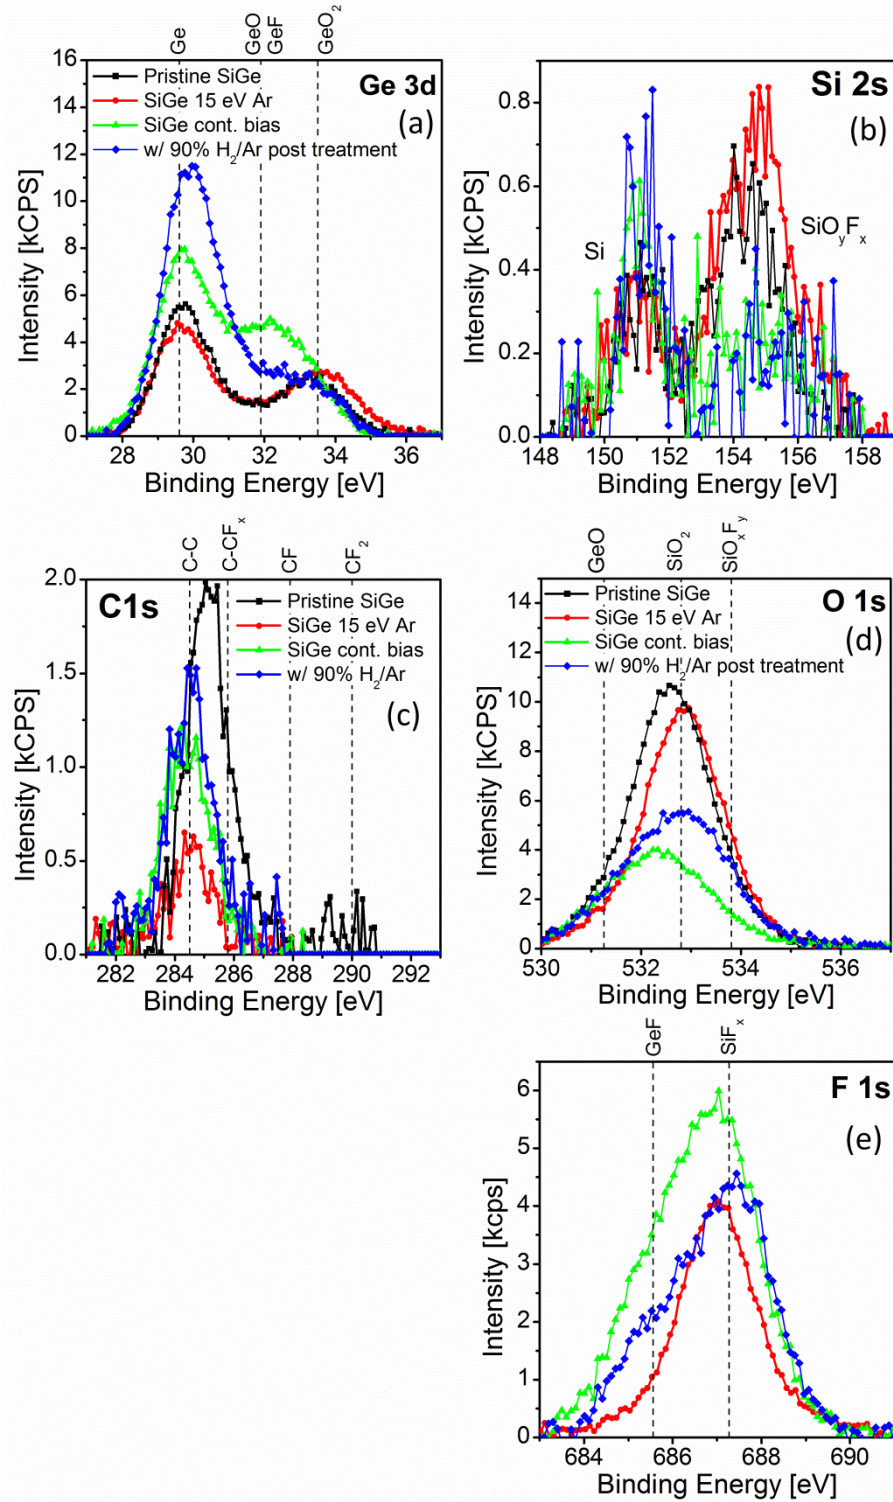 Ge
GeO
GeF
GeO2
Ge 3d
(a)
Pristine SiGe
SiGe 15 eV Ar
SiGe cont. bias
w/ 90% H2/Ar post treatment
16
14
12
10
8
6
4
2
0
28 30 32 34 36
Intensity [kCPS]
Binding Energy [eV]
Si 2s
(b)
Si
SiOyFx
0.8
0.6
0.4
0.2
0.0
148 150 152 154 156 158
Intensity [kCPS]
Binding Energy [eV]
C-C
C-CFx
CF
CF2
C1s
Pristine SiGe
SiGe 15 eV Ar
SiGe cont. bias
w/ 90% H2/Ar
(c)
2.0
1.5
1.0
0.5
0.0
282 284 286 288 290 292
Intensity [kCPS]
Binding Energy [eV]
GeO
SiO2
SiOxFy
O 1s
Pristine SiGe
SiGe 15 eV Ar
SiGe cont. bias
w/ 90% H2/Ar post treatment
(d)
14
12
10
8
6
4
2
0
530 532 534 536
Intensity [kCPS]
Binding Energy [eV]
GeF
SiFx
F 1s
(e)
6
5
4
3
2
1
0
684 686 688 690
Intensity [kcps]
Binding Energy [eV]